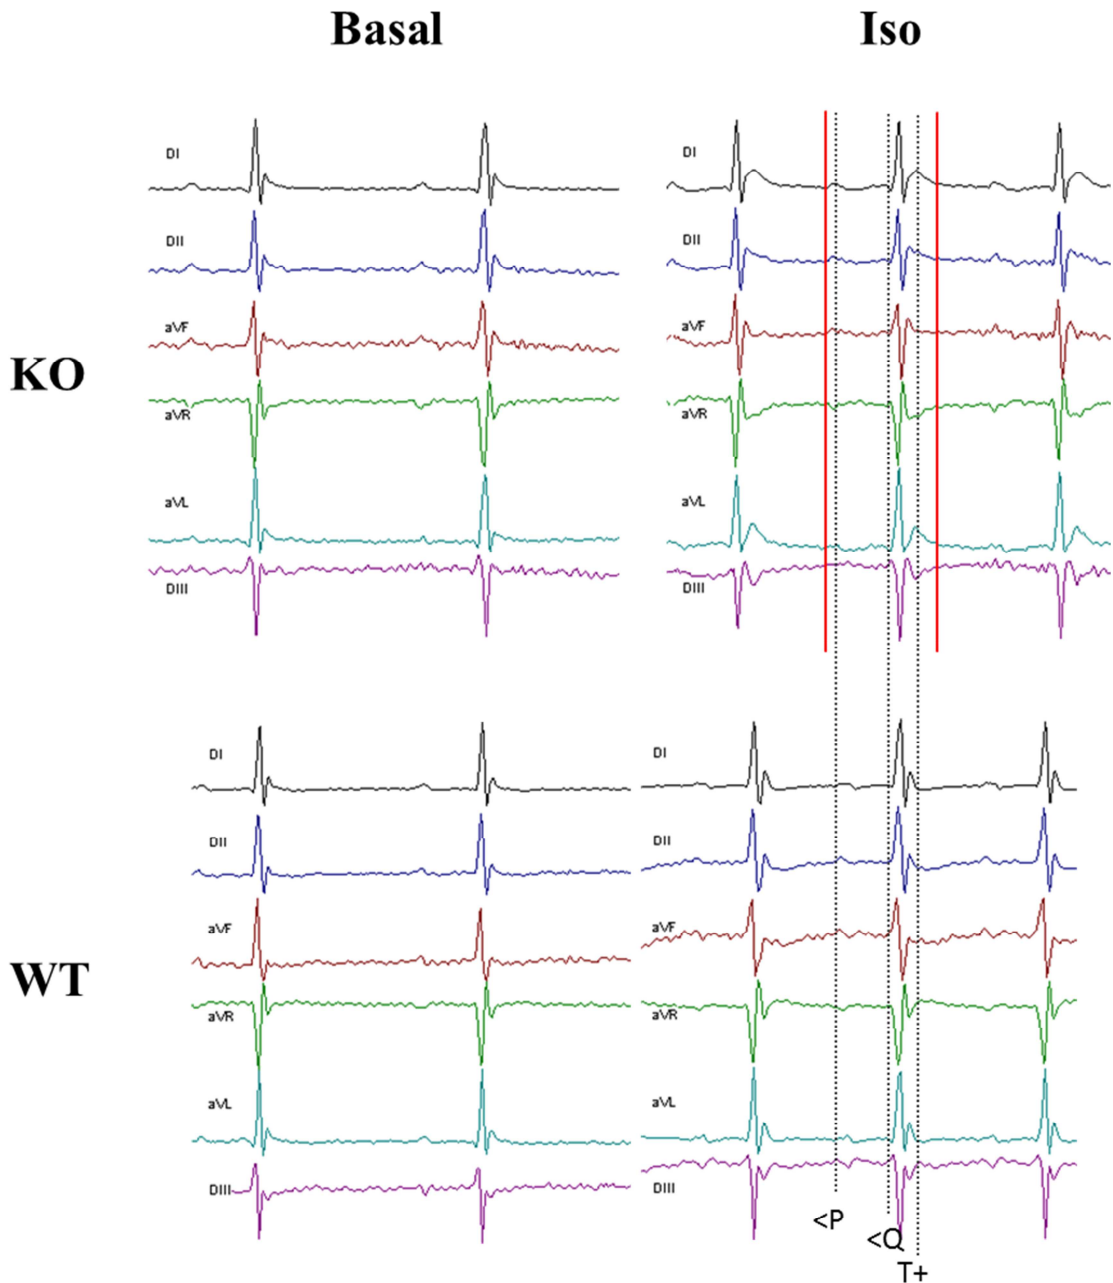 Basal
Iso
KO
DI
DII
aVF
aVR
aVL
DIII
DI
DII
aVF
aVR
aVL
DIII
WT
DI
DII
aVF
aVR
aVL
DIII
DI
DII
aVF
aVR
aVL
DIII
<P
<Q
T+